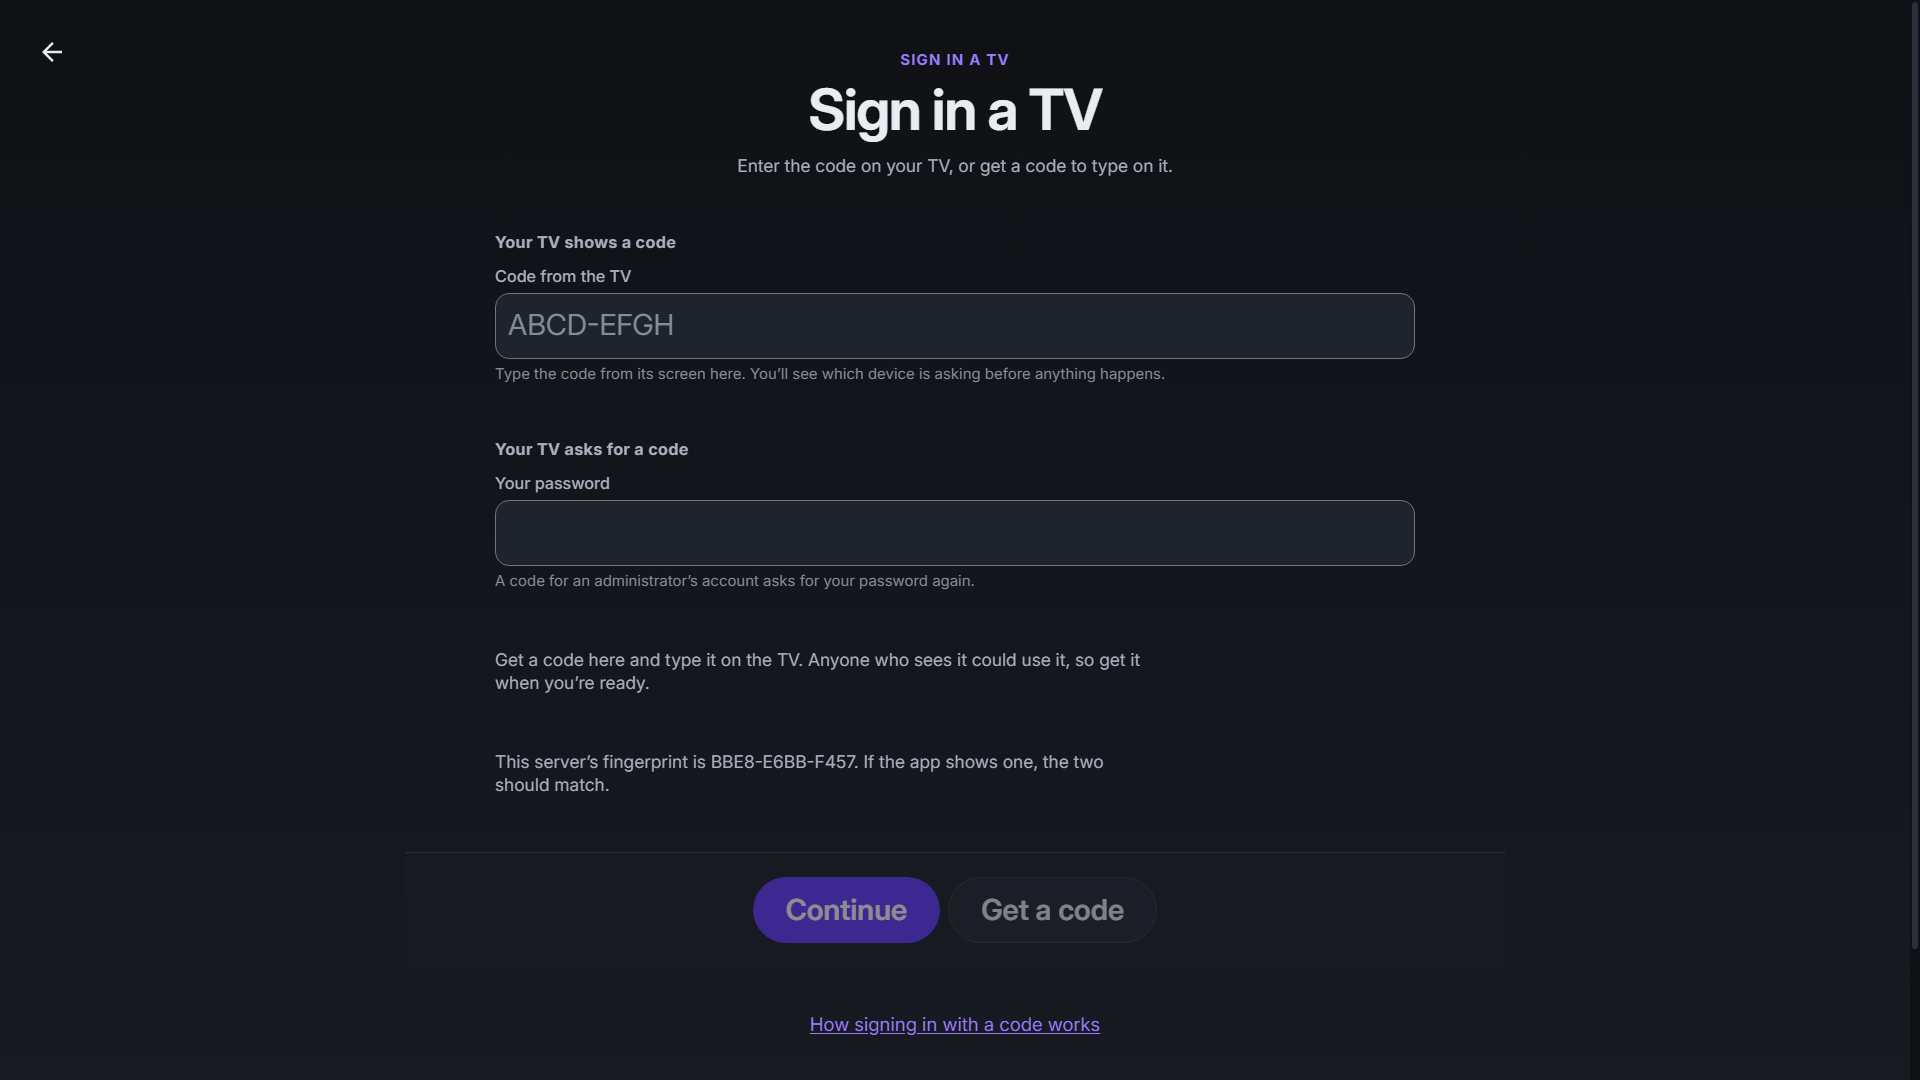 SIGN IN A TV
Sign in a TV
Enter the code on your TV, or get a code to type on it.
Your TV shows a code
Code from the TV
ABCD-EFGH
Type the code from its screen here. You’ll see which device is asking before anything happens.
Your TV asks for a code
Your password
A code for an administrator’s account asks for your password again.
Get a code here and type it on the TV. Anyone who sees it could use it, so get it
when you’re ready.
This server’s fingerprint is BBE8-E6BB-F457. If the app shows one, the two
should match.
Continue
Get a code
How signing in with a code works